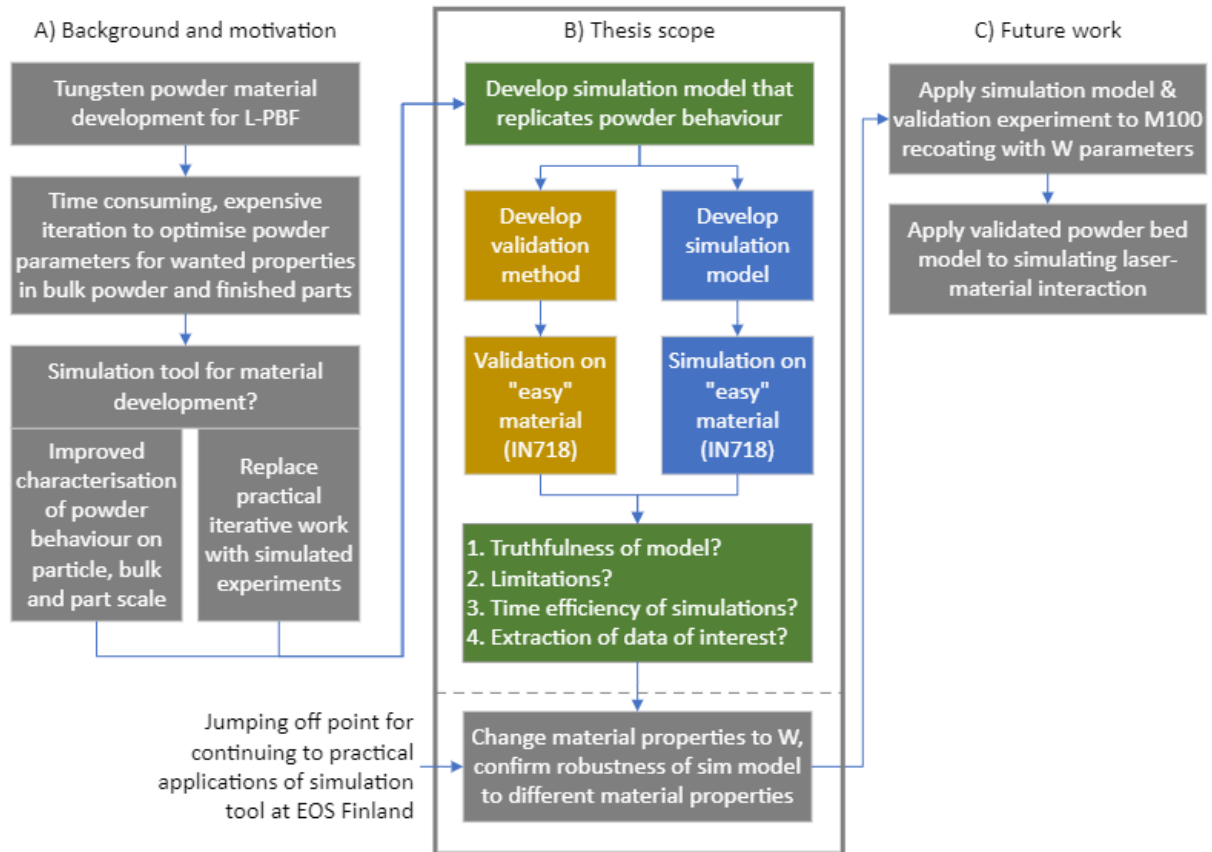 A) Background and motivation
Tungsten powder material
development for L-PBF
Time consuming, expensive
iteration to optimise powder
parameters for wanted properties
in bulk powder and finished parts
Simulation tool for material
development?
Improved
characterisation
of powder
behaviour on
particle, bulk
and part scale
Replace
practical
iterative work
with simulated
experiments
B) Thesis scope
Develop simulation model that
replicates powder behaviour
Develop
validation
method
Develop
simulation
model
Validation on
"easy"
material
(IN718)
Simulation on
"easy"
material
(IN718)
1. Truthfulness of model?
2. Limitations?
3. Time efficiency of simulations?
4. Extraction of data of interest?
Jumping off point for
continuing to practical
applications of simulation
tool at EOS Finland
Change material properties to W,
confirm robustness of sim model
to different material properties
C) Future work
Apply simulation model &
validation experiment to M100
recoating with W parameters
Apply validated powder bed
model to simulating laser-
material interaction